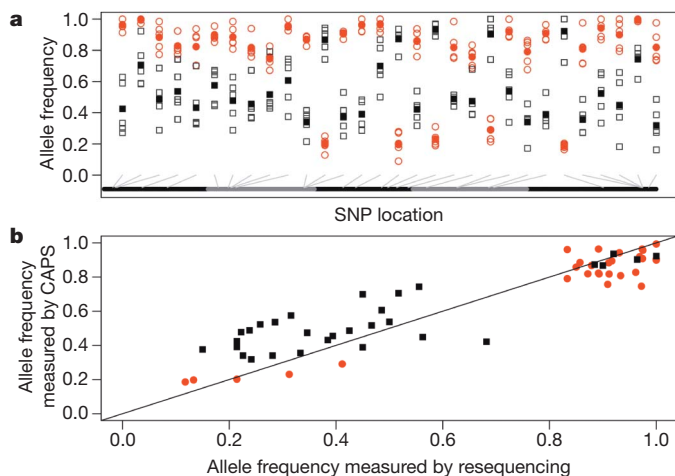 a
Allele frequency
1.0
0.8
0.6
0.4
0.2
0.0
SNP location
b
Allele frequency
measured by CAPS
1.0
0.8
0.6
0.4
0.2
0.0
0.0 0.2 0.4 0.6 0.8 1.0
Allele frequency measured by resequencing